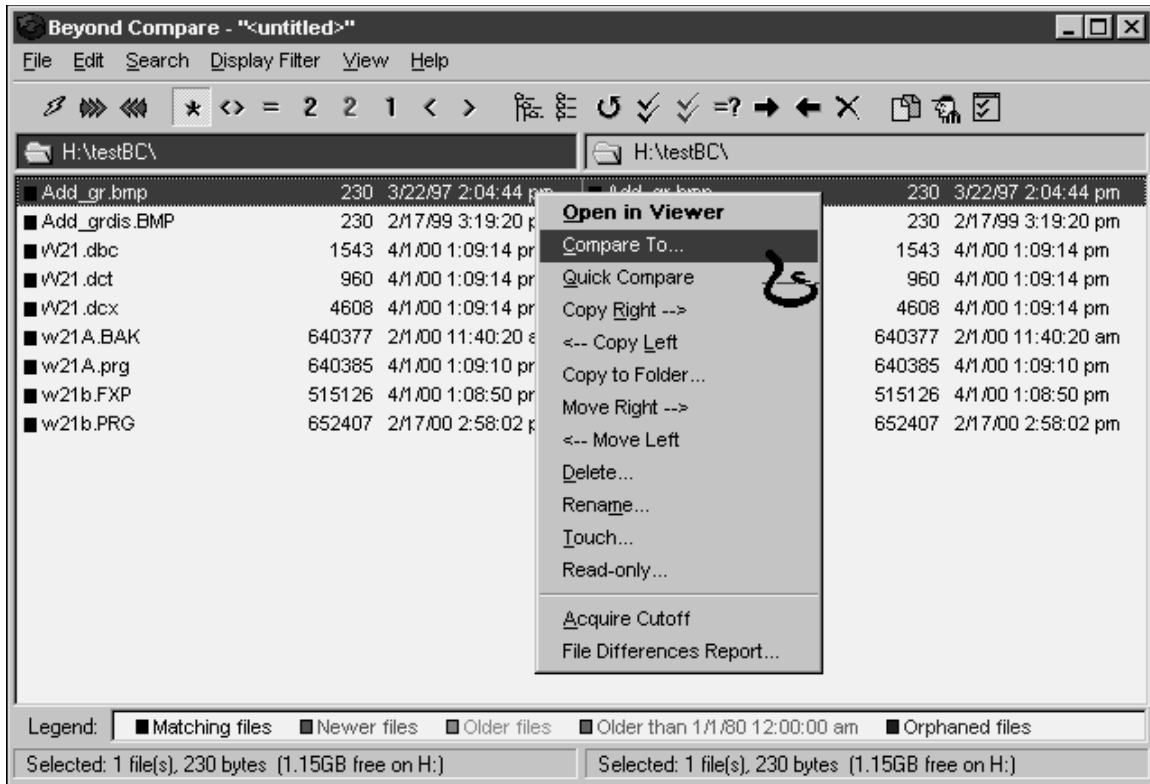 Beyond Compare - "<untitled>"
File Edit Search Display Filter View Help
* <> = 2 2 1 < > =?
H:\testBC\ H:\testBC\
Add_gr.bmp 230 3/22/97 2:04:44 230 3/22/97 2:04:44 pm
Add_grdis.BMP 230 2/17/99 3:19:20 230 2/17/99 3:19:20 pm
W21.dbc 1543 4/1/00 1:09:14 1543 4/1/00 1:09:14 pm
W21.dct 960 4/1/00 1:09:14 960 4/1/00 1:09:14 pm
W21.dcx 4608 4/1/00 1:09:14 4608 4/1/00 1:09:14 pm
w21A.BAK 640377 2/1/00 11:40:20 640377 2/1/00 11:40:20 am
w21A.prg 640385 4/1/00 1:09:10 640385 4/1/00 1:09:10 pm
w21b.FXP 515126 4/1/00 1:08:50 515126 4/1/00 1:08:50 pm
w21b.PRG 652407 2/17/00 2:58:02 652407 2/17/00 2:58:02 pm
Open in Viewer
Compare To...
Quick Compare
Copy Right -->
<-- Copy Left
Copy to Folder...
Move Right -->
<-- Move Left
Delete...
Rename...
Touch...
Read-only...
Acquire Cutoff
File Differences Report...
Legend: Matching files Newer files Older files Older than 1/1/80 12:00:00 am Orphaned files
Selected: 1 file(s), 230 bytes (1.15GB free on H:) Selected: 1 file(s), 230 bytes (1.15GB free on H:)